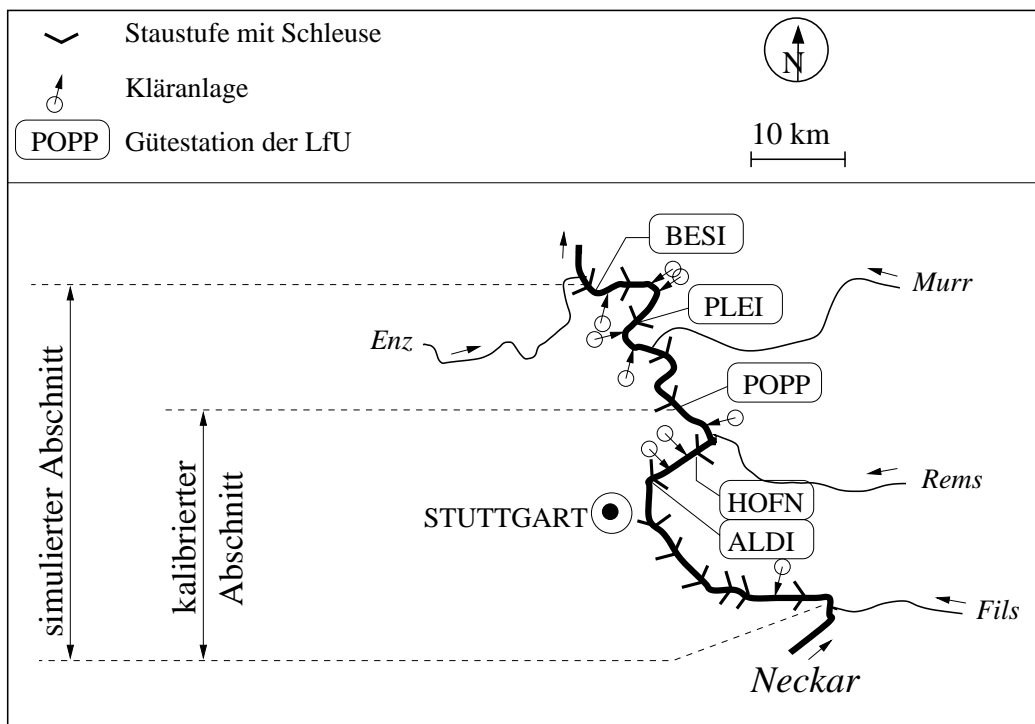 Staustufe mit Schleuse
Kläranlage
POPP Gütestation der LfU
N
10 km
BESI
Murr
PLEI
Enz
POPP
simulierter Abschnitt
kalibrierter
Abschnitt
Rems
HOFN
STUTTGART
ALDI
Fils
Neckar